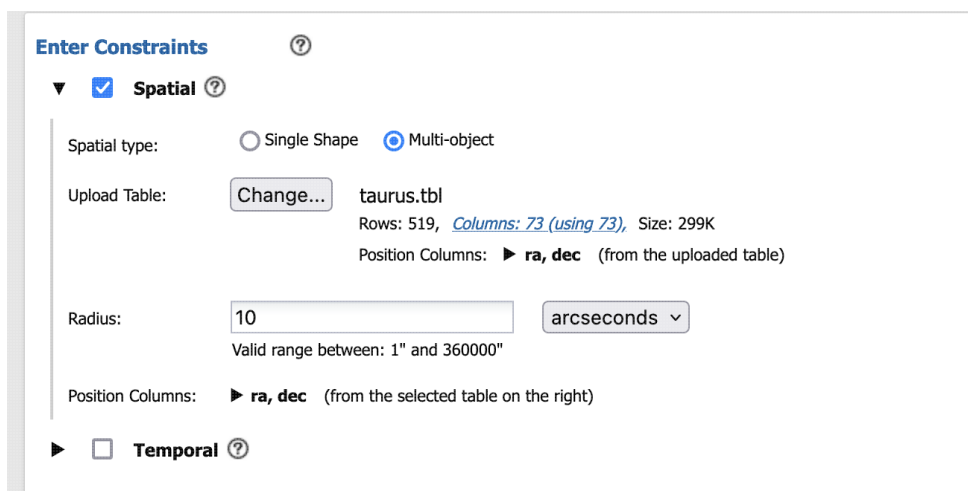 Enter Constraints ?
▼ Spatial ?
Spatial type: Single Shape Multi-object
Upload Table: Change... taurus.tbl
Rows: 519, Columns: 73 (using 73), Size: 299K
Position Columns: ▶ ra, dec (from the uploaded table)
Radius: 10 arcseconds
Valid range between: 1" and 360000"
Position Columns: ▶ ra, dec (from the selected table on the right)
▶ Temporal ?